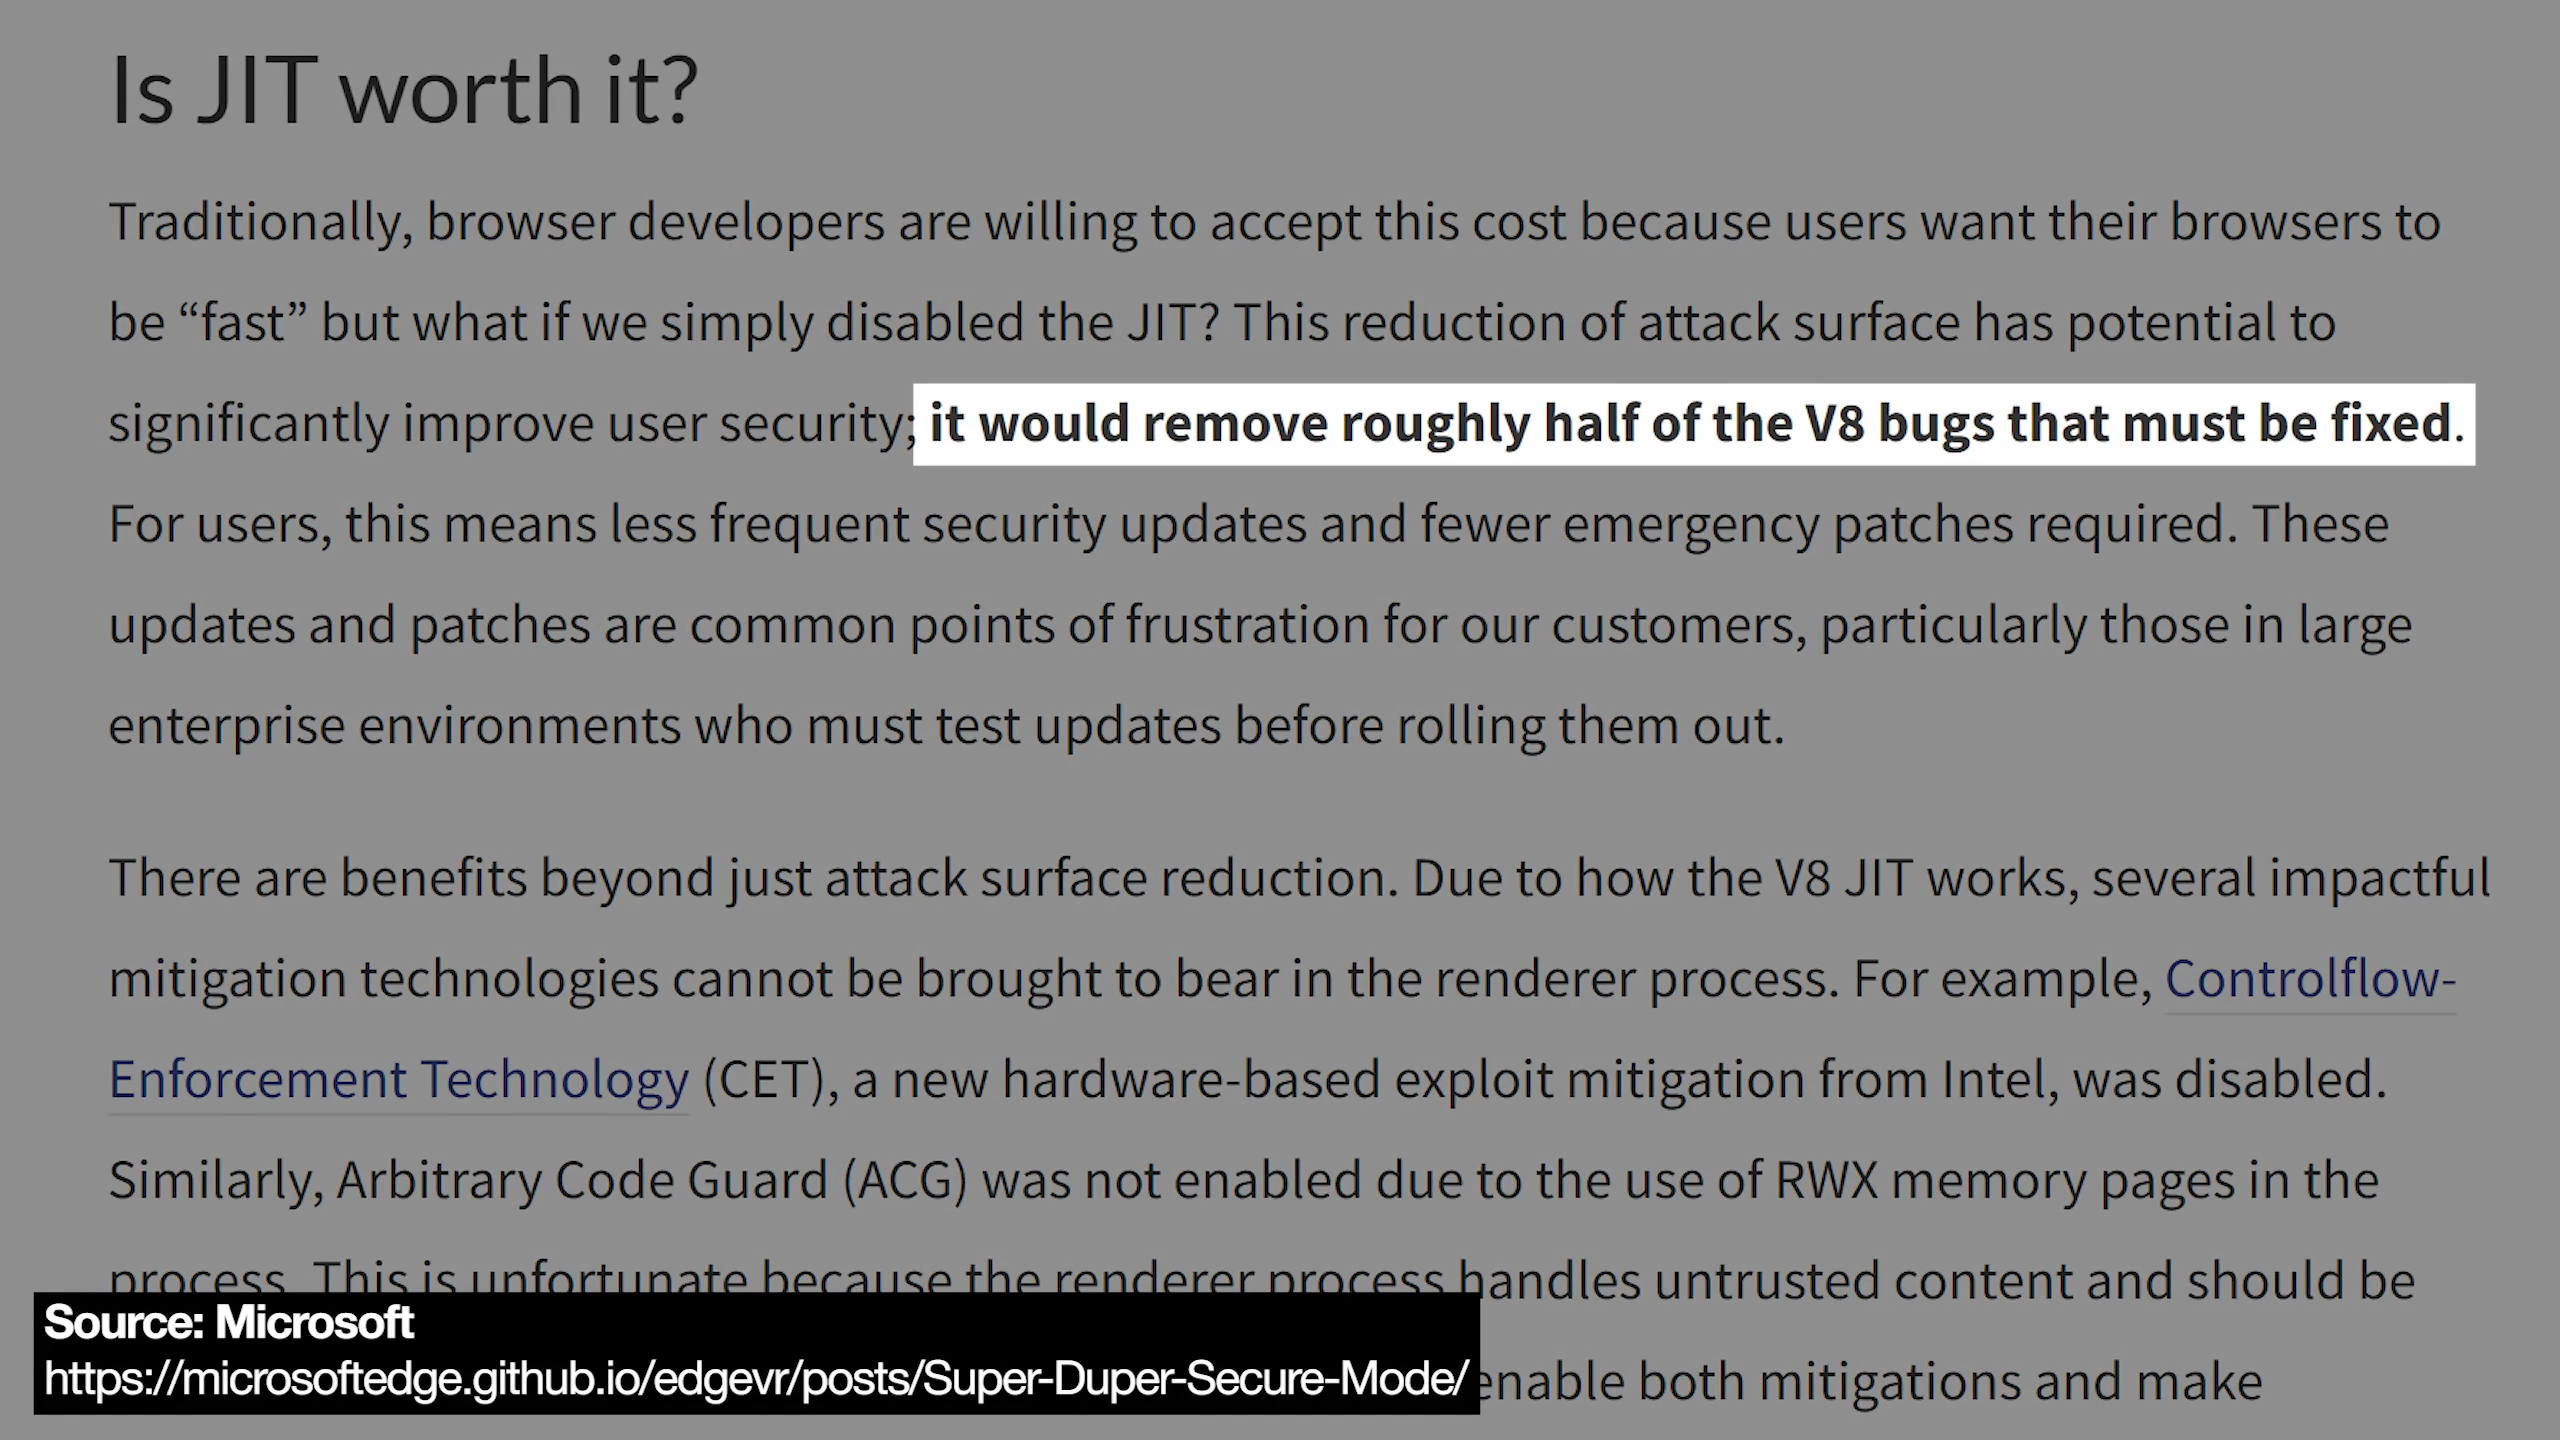 Is JIT worth it?
Traditionally, browser developers are willing to accept this cost because users want their browsers to
be “fast” but what if we simply disabled the JIT? This reduction of attack surface has potential to
significantly improve user security; it would remove roughly half of the V8 bugs that must be fixed.
For users, this means less frequent security updates and fewer emergency patches required. These
updates and patches are common points of frustration for our customers, particularly those in large
enterprise environments who must test updates before rolling them out.
There are benefits beyond just attack surface reduction. Due to how the V8 JIT works, several impactful
mitigation technologies cannot be brought to bear in the renderer process. For example, Controlflow-
Enforcement Technology (CET), a new hardware-based exploit mitigation from Intel, was disabled.
Similarly, Arbitrary Code Guard (ACG) was not enabled due to the use of RWX memory pages in the
process. This is unfortunate because the renderer process handles untrusted content and should be
enable both mitigations and make
Source: Microsoft
https://microsoftedge.github.io/edgevr/posts/Super-Duper-Secure-Mode/